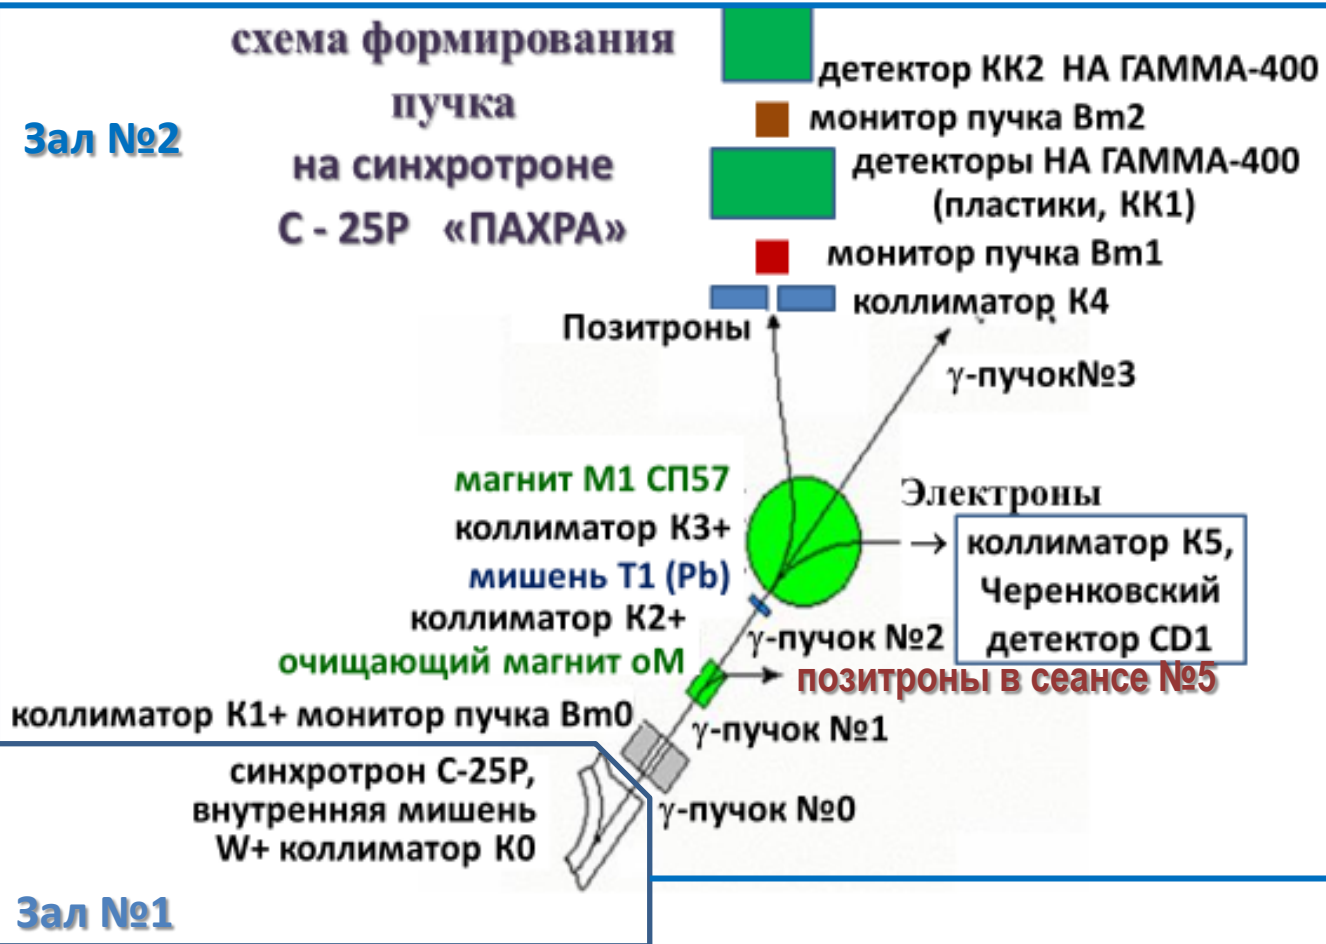 схема формирования
пучка
на синхротроне
С - 25Р «ПАХРА»
Зал №2
детектор КК2 НА ГАММА-400
монитор пучка Bm2
детекторы НА ГАММА-400
(пластики, КК1)
монитор пучка Bm1
коллиматор К4
Позитроны
γ-пучок№3
магнит М1 СП57
Электроны
коллиматор К3+
коллиматор К5,
мишень Т1 (Pb)
Черенковский
коллиматор К2+
γ-пучок №2
детектор CD1
очищающий магнит оМ
позитроны в сеансе №5
коллиматор К1+ монитор пучка Bm0
γ-пучок №1
синхротрон С-25Р,
внутренняя мишень
W+ коллиматор К0
γ-пучок №0
Зал №1